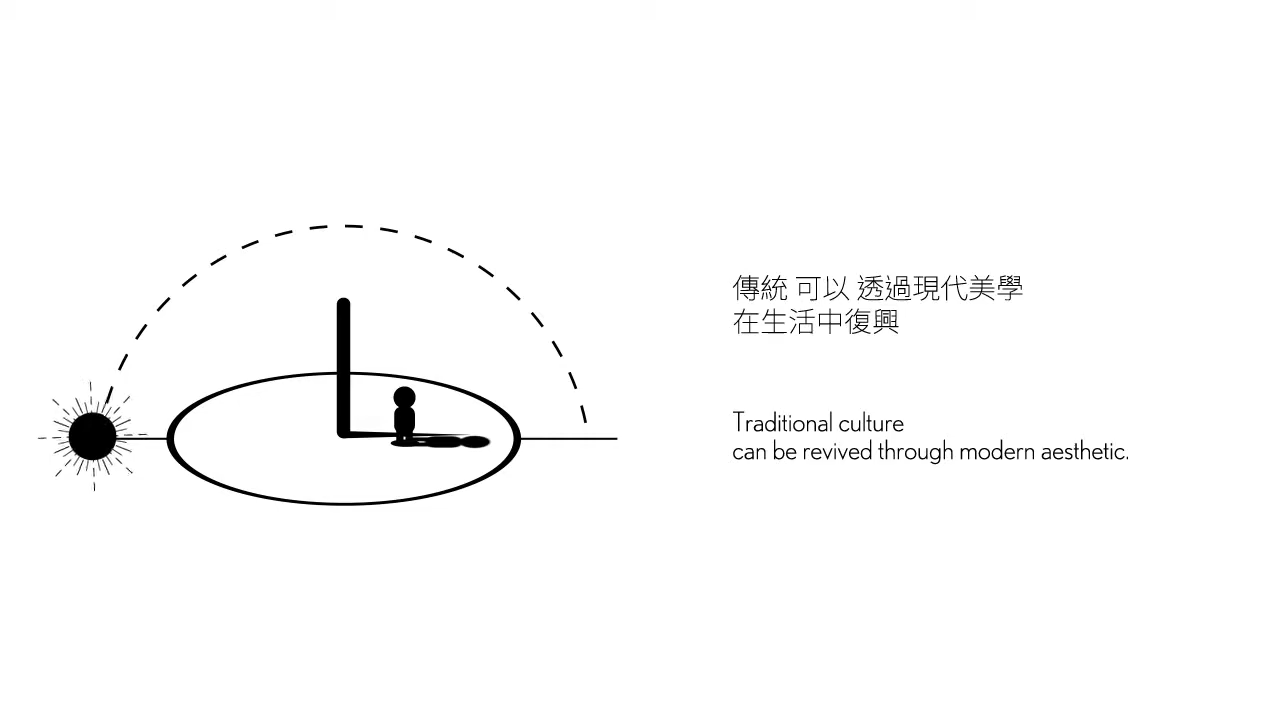 傳統 可以 透過現代美學
在生活中復興
Traditional culture
can be revived through modern aesthetic.